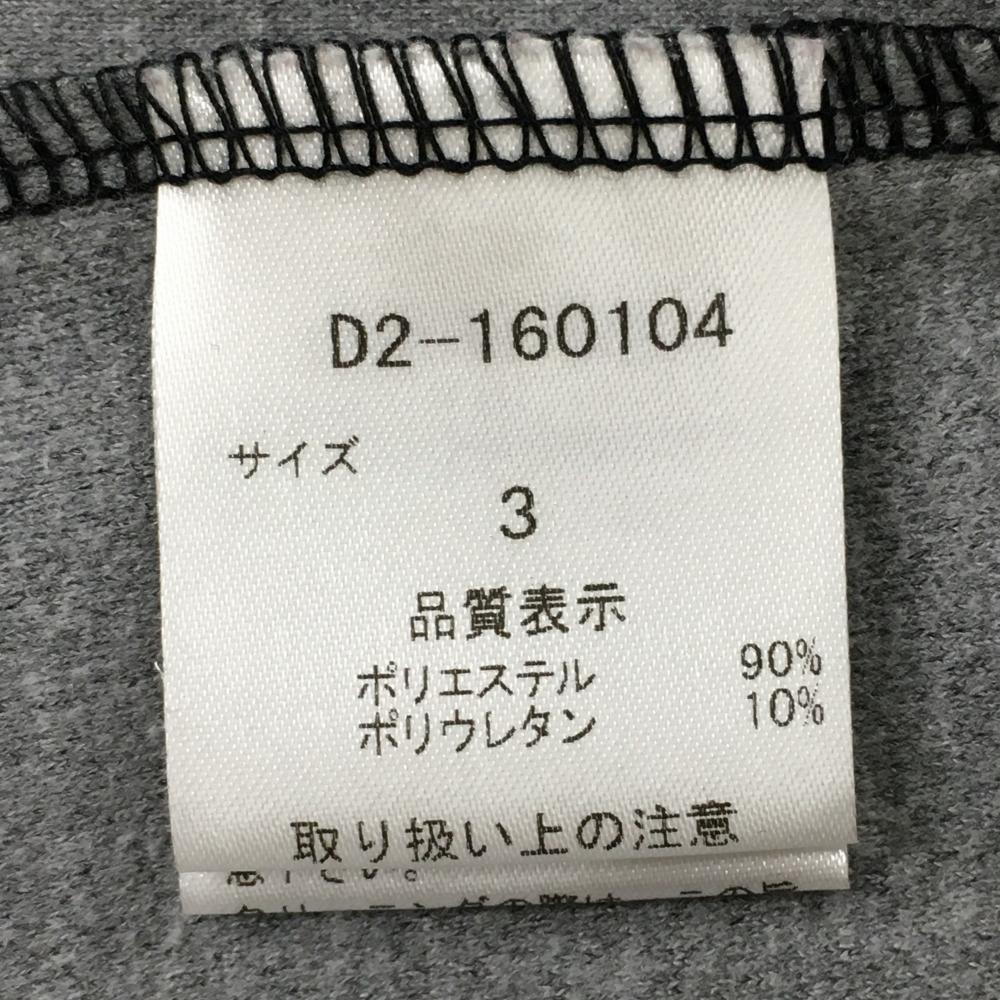 D2-160104
サイズ
3
品質表示
ポリエステル 90%
ポリウレタン 10%
取り扱い上の注意